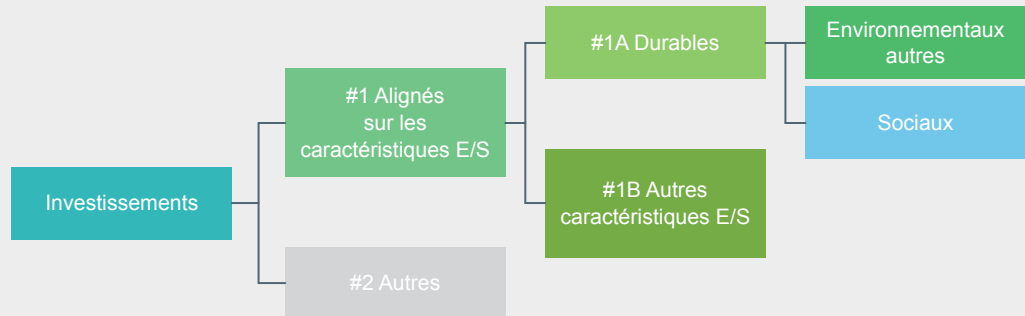 Investissements
#1 Alignés
sur les
caractéristiques E/S
#2 Autres
#1A Durables
#1B Autres
caractéristiques E/S
Environnementaux
autres
Sociaux